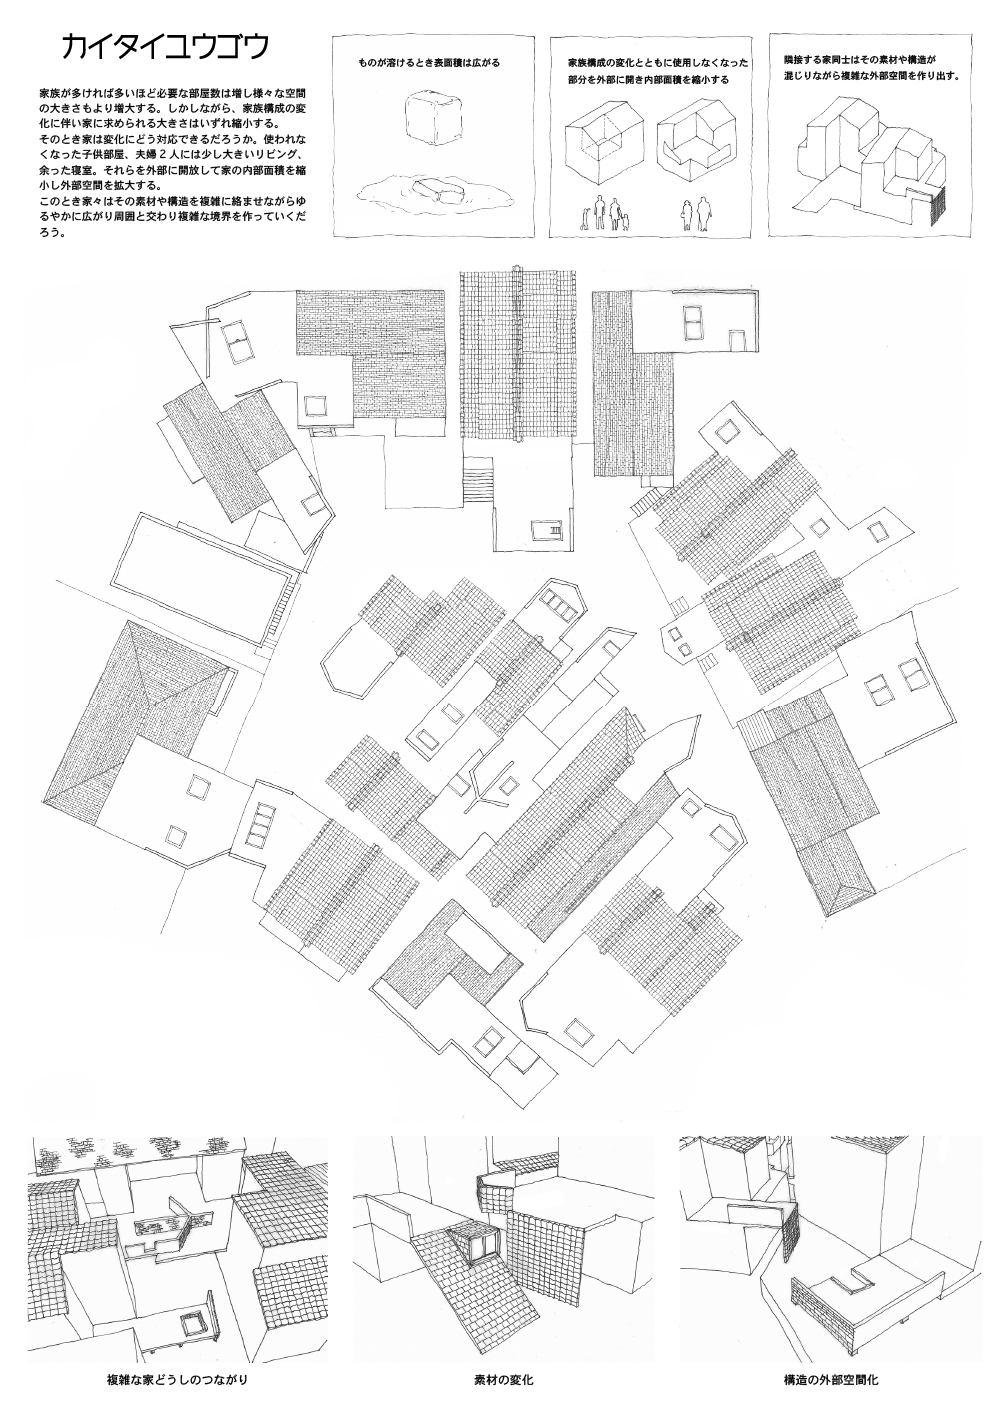 カイタイユウゴウ
家族が多ければ多いほど必要な部屋数は増し様々な空間
の大きさもより増大する。しかしながら、家族構成の変
化に伴い家に求められる大きさはいずれ縮小する。
そのとき家は変化にどう対応できるだろうか。使われな
くなった子供部屋、夫婦２人には少し大きいリビング、
余った寝室。それらを外部に開放して家の内部面積を縮
小し外部空間を拡大する。
このとき家々はその素材や構造を複雑に絡ませながらゆ
るやかに広がり周囲と交わり複雑な境界を作っていくだ
ろう。
ものが溶けるとき表面積は広がる
家族構成の変化とともに使用しなくなった
部分を外部に開き内部面積を縮小する
隣接する家同士はその素材や構造が
混じりながら複雑な外部空間を作り出す。
複雑な家どうしのつながり
素材の変化
構造の外部空間化